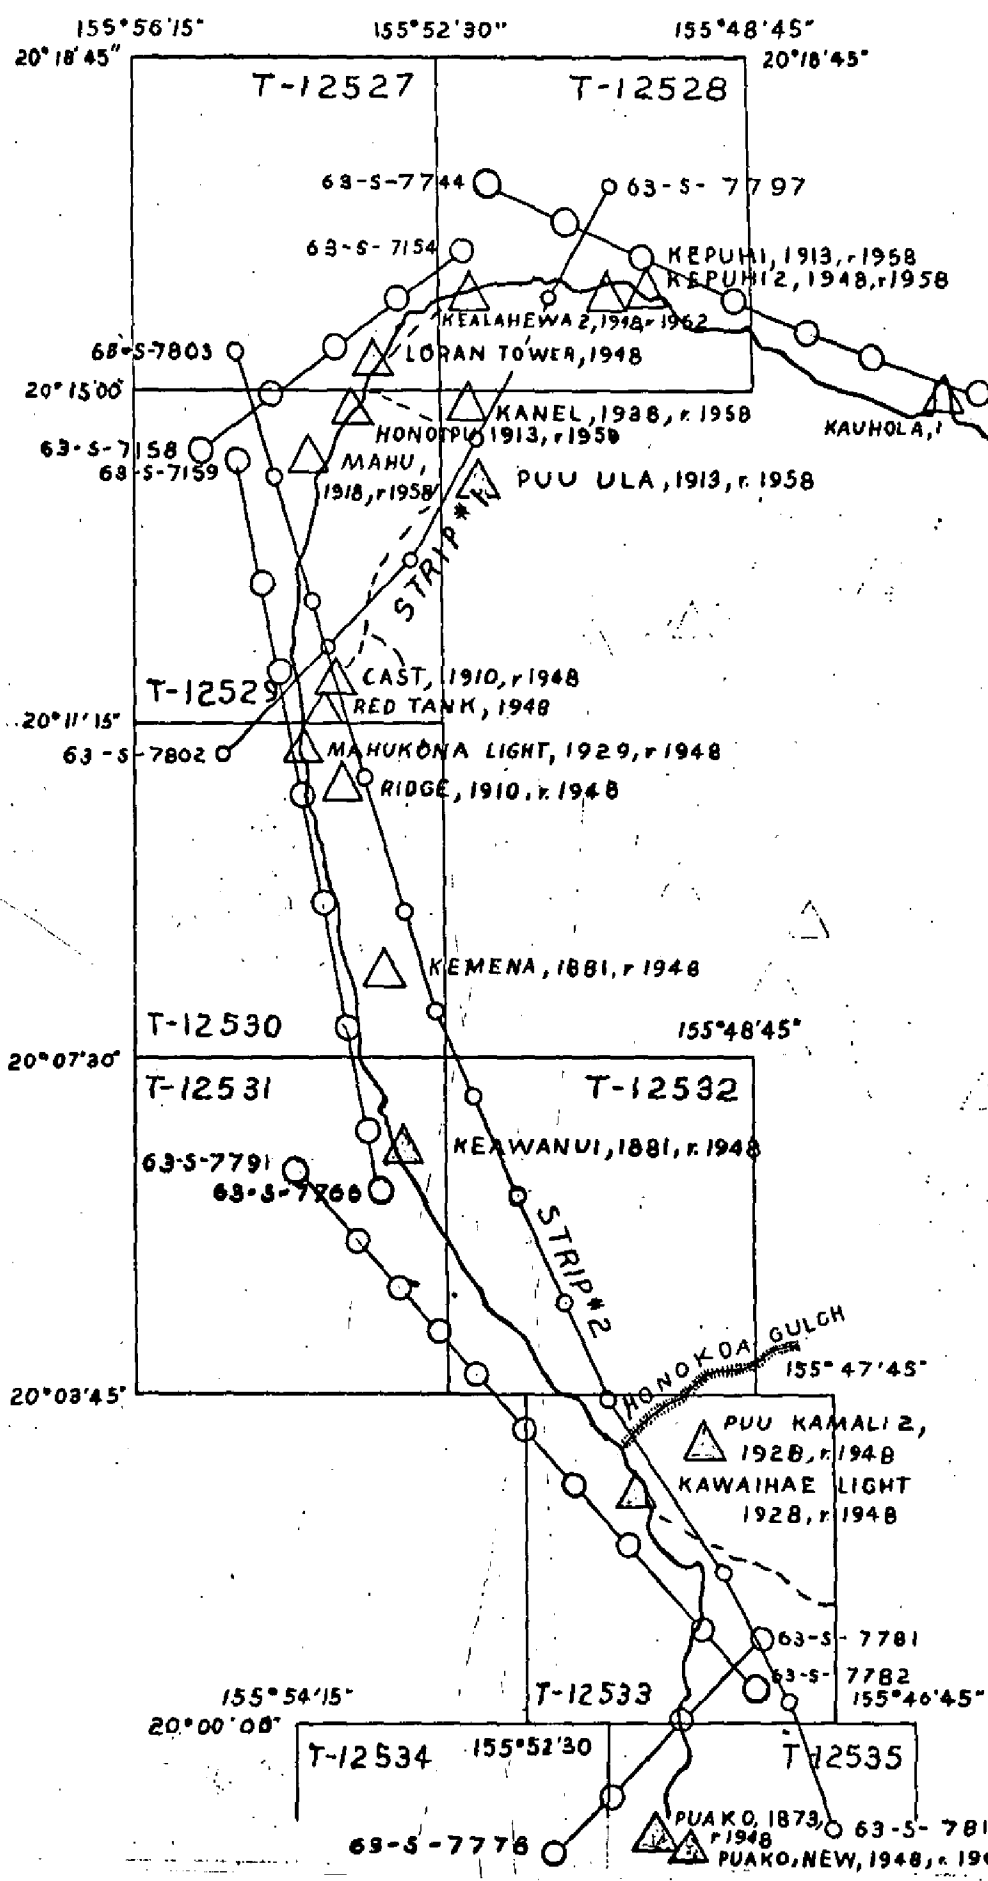 155°56'15" 155°52'30" 155°48'45"
20°18'45" 20°18'45"
T-12527 T-12528
63-S-7744 63-S-7797
63-S-7154 KEPUHI, 1913, r 1958
KEPUHI 2, 1948, r 1958
KEALAHEWA 2, 1948, r 1962
63-S-7803 LORAN TOWER, 1948
20°15'00"
KANEL, 1938, r. 1958
KAUHOLA, 1
HONOIPU, 1913, r 1950
63-S-7158 MAHU,
63-S-7159 1918, r 1958
PUU ULA, 1913, r. 1958
STRIP #1
CAST, 1910, r 1948
T-12529
RED TANK, 1948
20°11'15"
63-S-7802 MAHUKONA LIGHT, 1929, r 1948
RIDGE, 1910, r. 1948
KEMENA, 1881, r 1948
T-12530 155°48'45"
20°07'30"
T-12531 T-12532
KEAWANUI, 1881, r. 1948
63-S-7791
63-S-7766
STRIP #2
HONOKOA GULCH
155°47'45"
20°03'45"
PUU KAMALI 2,
1928, r. 1948
KAWAIHAE LIGHT
1928, r. 1948
63-S-7781
63-S-7782
155°54'15" T-12533 155°46'45"
20°00'00"
T-12534 155°52'30" T-12535
PUAKO, 1873,
r 1948
63-S-781
63-S-7776
PUAKO, NEW, 1948, r. 19